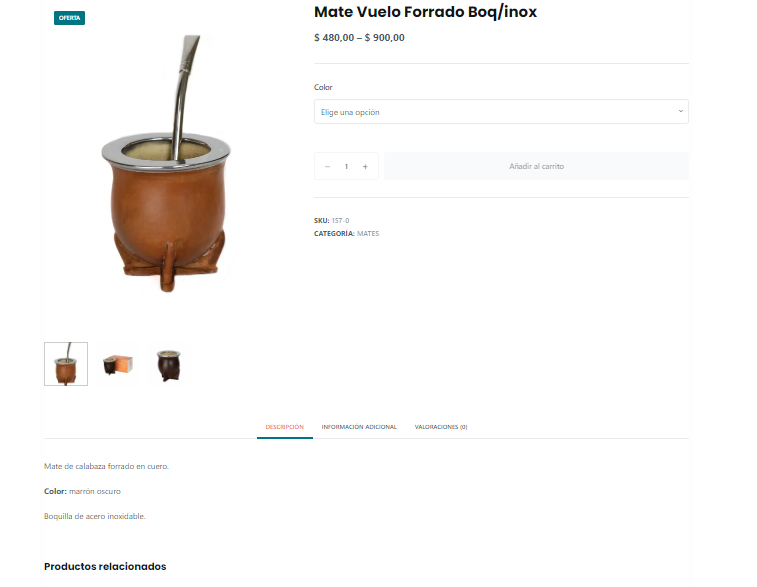 OFERTA
Mate Vuelo Forrado Boq/inox
$ 480,00 – $ 900,00
Color
Elige una opción
− 1 +
Añadir al carrito
SKU: 157-0
CATEGORÍA: MATES
DESCRIPCIÓN INFORMACIÓN ADICIONAL VALORACIONES (0)
Mate de calabaza forrado en cuero.
Color: marrón oscuro
Boquilla de acero inoxidable.
Productos relacionados